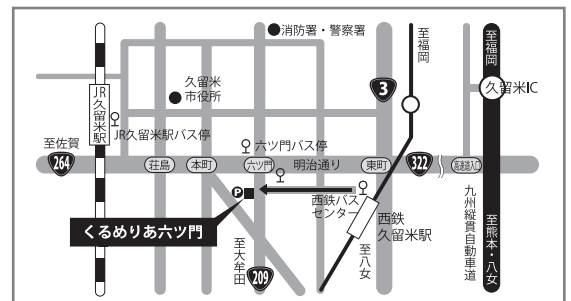 消防署・警察署
至福岡
至福岡
3
久留米IC
久留米
市役所
JR久留米駅
JR久留米駅バス停
六ツ門バス停
至佐賀
264
荘島
本町
六ツ門
明治通り
東町
322
高速道入口
P
西鉄バス
センター
西鉄
久留米駅
くるめりあ六ツ門
至大牟田
209
至八女
九州縦貫自動車道
至熊本・八女